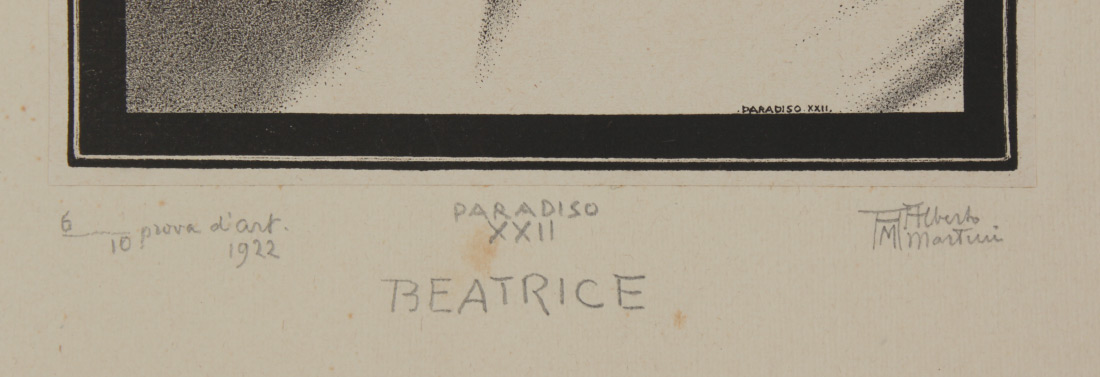 .PARADISO XXII.
6/10 prova d'art.
1922
PARADISO
XXII
AM Alberto
Martini
BEATRICE